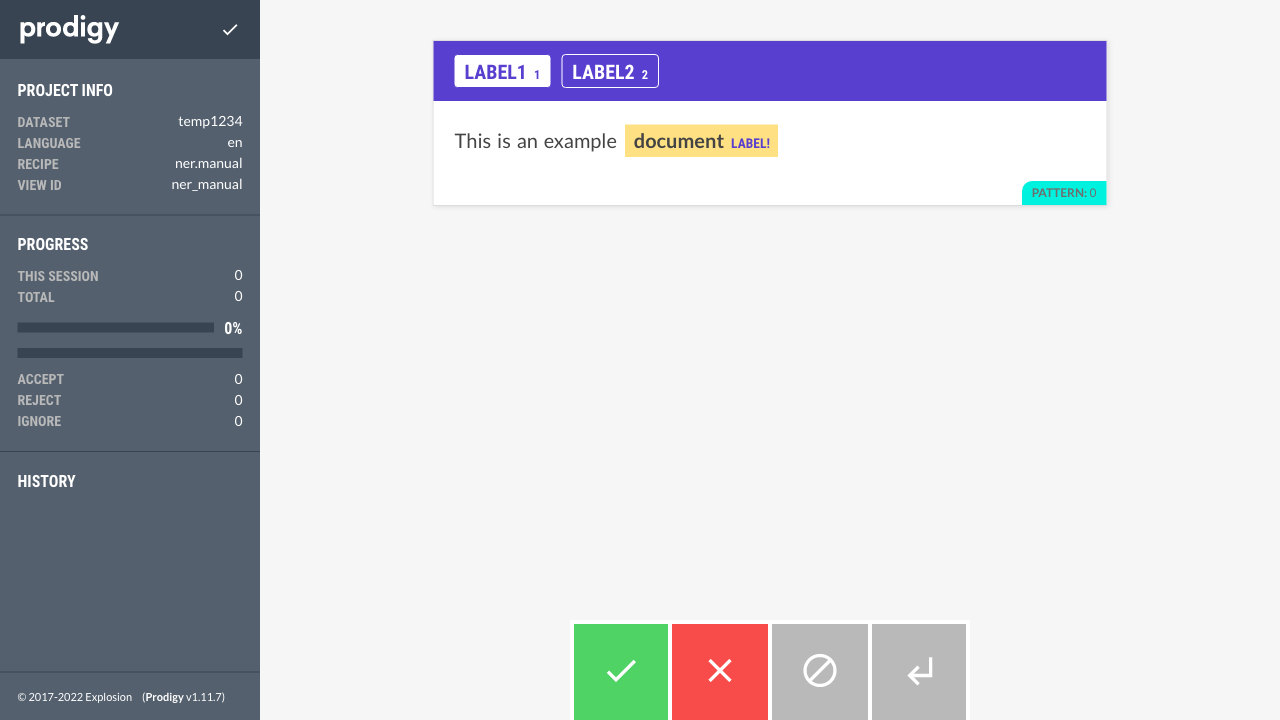 prodigy
PROJECT INFO
DATASET temp1234
LANGUAGE en
RECIPE ner.manual
VIEW ID ner_manual
PROGRESS
THIS SESSION 0
TOTAL 0
0%
ACCEPT 0
REJECT 0
IGNORE 0
HISTORY
© 2017-2022 Explosion (Prodigy v1.11.7)
LABEL1 1 LABEL2 2
This is an example document LABEL!
PATTERN: 0